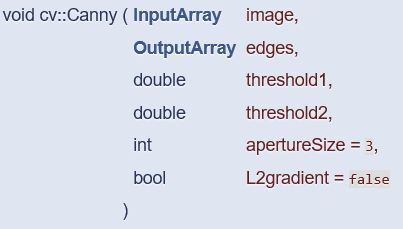 void cv::Canny ( InputArray image,
OutputArray edges,
double threshold1,
double threshold2,
int apertureSize = 3,
bool L2gradient = false
)